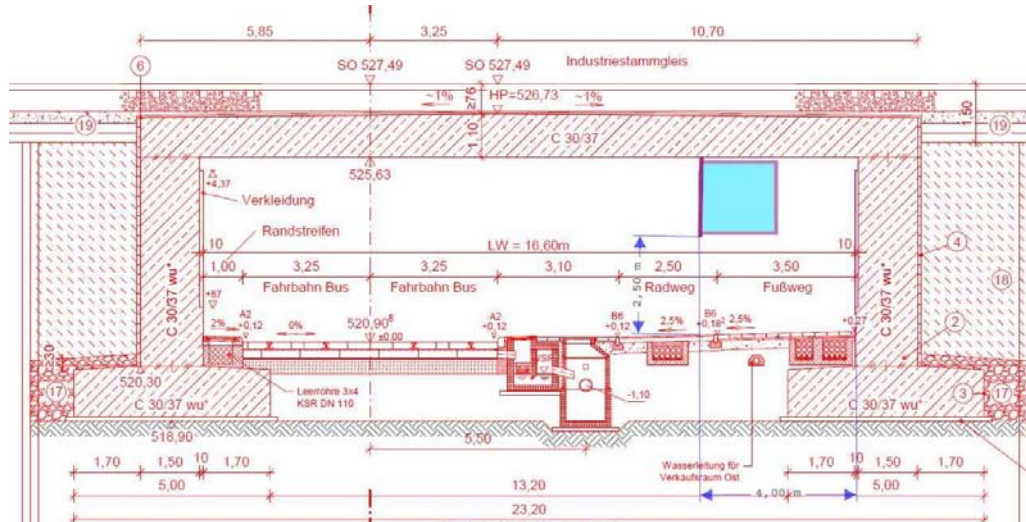 5,85 3,25 10,70
SO 527,49 SO 527,49 Industriestammgleis
6
~1% HP=526,73 ~1%
≥76
1,50
19 19
1,10
C 30/37
525,63
+4,37
Verkleidung
Randstreifen
10 LW = 16,60m 10
4
1,00 3,25 3,25 3,10 2,50 3,50
Fahrbahn Bus Fahrbahn Bus Radweg Fußweg
2,50 m
18
C 30/37 wu* C 30/37 wu*
+67
A2 A2 B6 B6
+0,12 +0,12 +0,12 +0,18² +0,27
2% 0% 520,90⁶ 2,5% 2,5%
±0,00
2
≥30
520,30
17 17
Leerrohre 3x4
KSR DN 110
-1,10
3
C 30/37 wu* C 30/37 wu*
518,90
5,50
Wasserleitung für
Verkaufsraum Ost
1,70 1,50 10 1,70 1,70 10 1,50 1,70
5,00 13,20 4,00 m 5,00
23,20